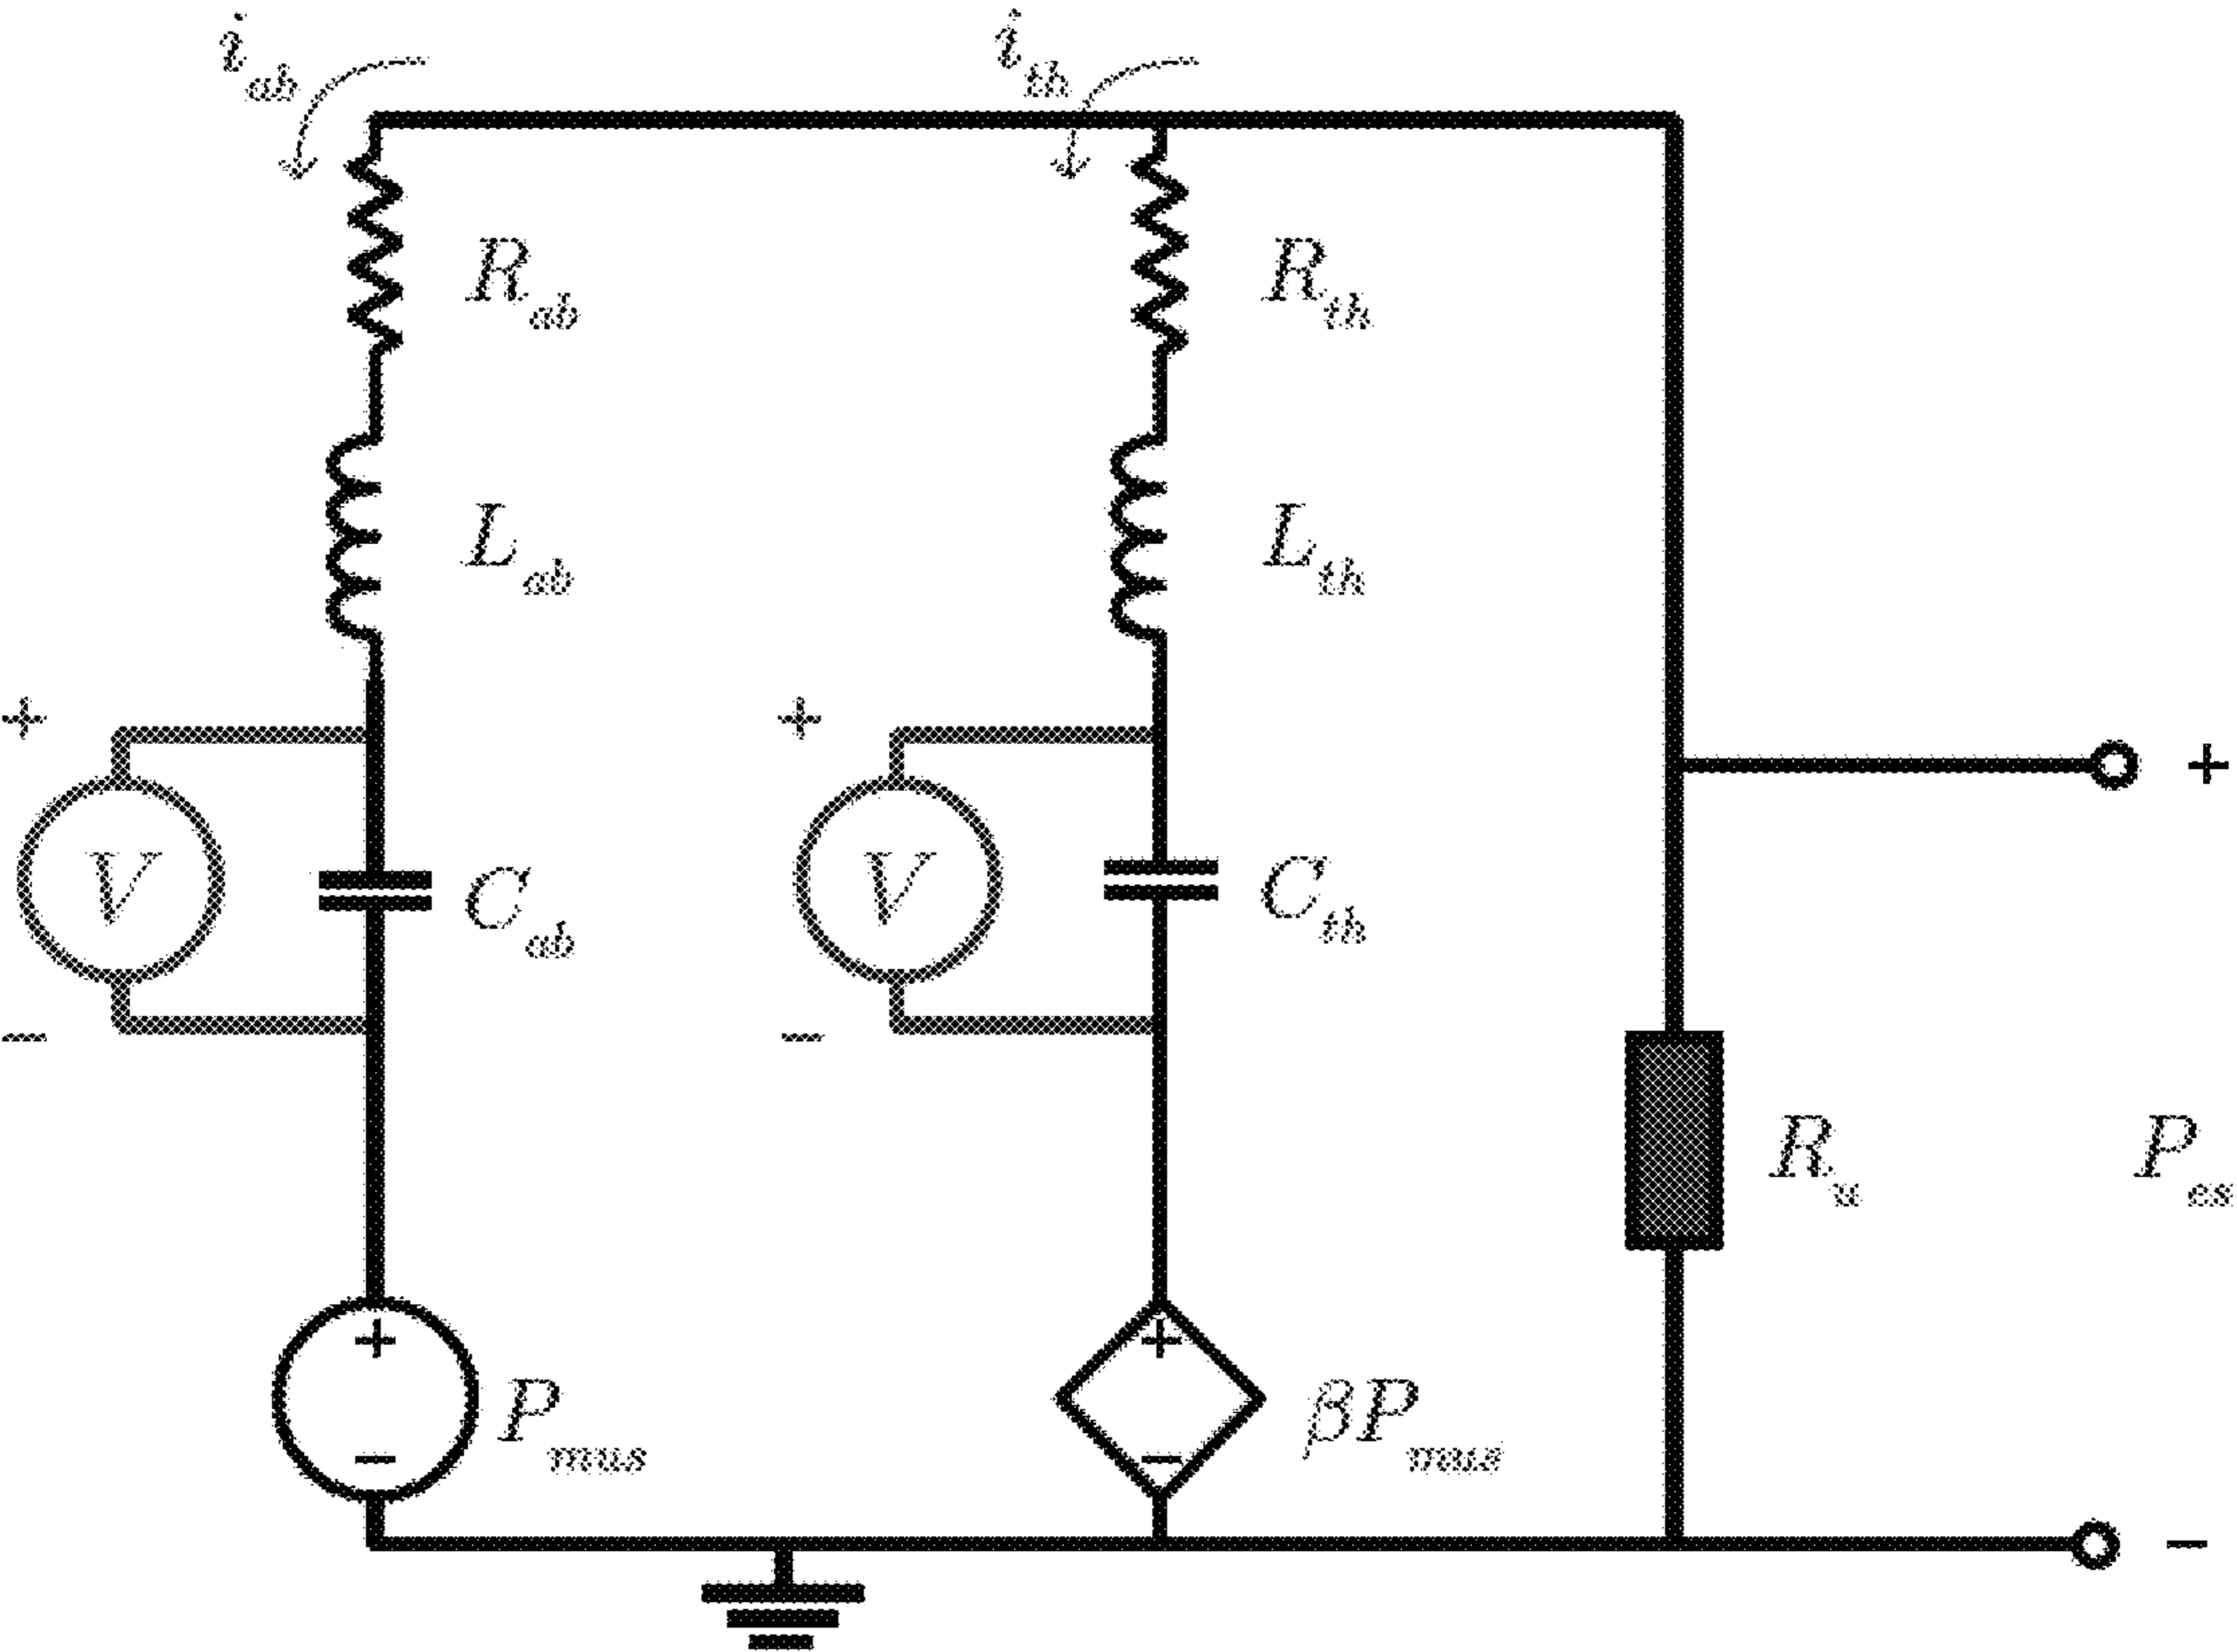 i_ab i_th
R_ab R_th
L_ab L_th
+ + +
V C_ab V C_th
− −
R_u P_es
+ P_mus − + βP_mus −
−